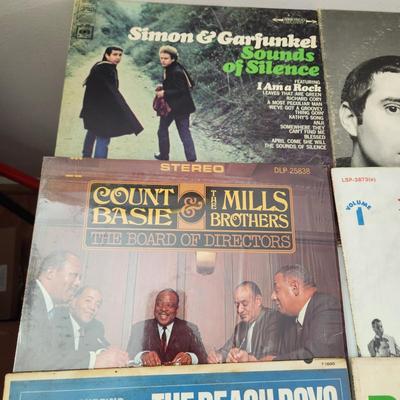 Simon & Garfunkel
Sounds
of Silence
FEATURING
I Am a Rock
LEAVES THAT ARE GREEN
RICHARD CORY
A MOST PECULIAR MAN
WE'VE GOT A GROOVEY
THING GOIN'
KATHY'S SONG
ANJI
SOMEWHERE THEY
CAN'T FIND ME
BLESSED
APRIL COME SHE WILL
THE SOUNDS OF SILENCE
STEREO
DLP-25838
COUNT
BASIE
&
THE
MILLS
BROTHERS
THE BOARD OF DIRECTORS
LSP-3873(e)
VOLUME
1
THE BEACH BOYS